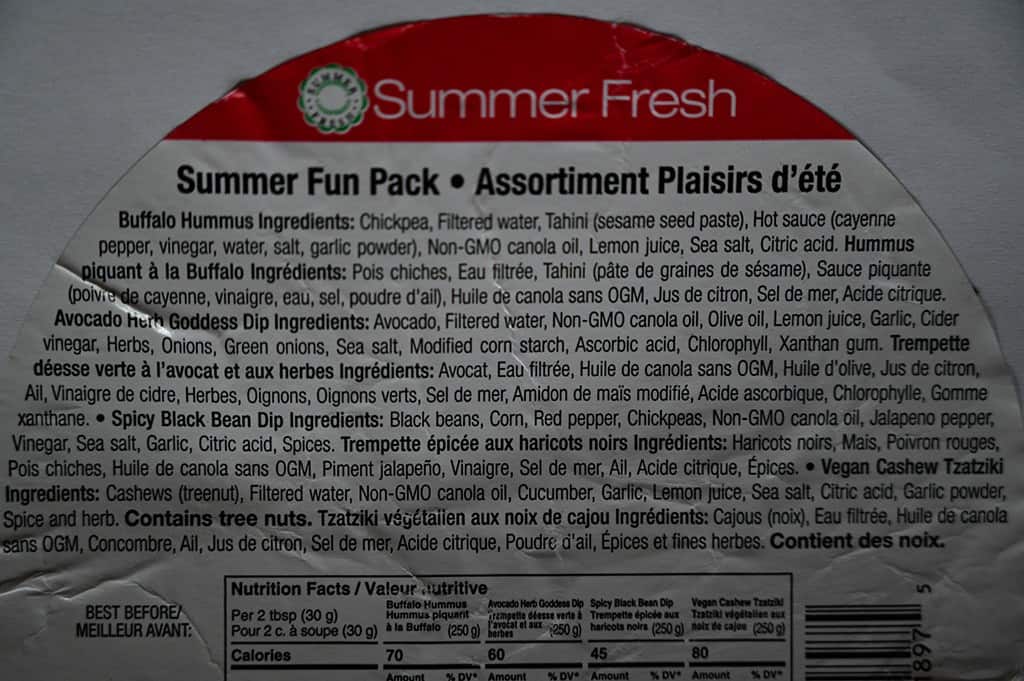 SUMMER FRESH
Summer Fresh
Summer Fun Pack • Assortiment Plaisirs d'été
Buffalo Hummus Ingredients: Chickpea, Filtered water, Tahini (sesame seed paste), Hot sauce (cayenne
pepper, vinegar, water, salt, garlic powder), Non-GMO canola oil, Lemon juice, Sea salt, Citric acid. Hummus
piquant à la Buffalo Ingrédients: Pois chiches, Eau filtrée, Tahini (pâte de graines de sésame), Sauce piquante
(poivre de cayenne, vinaigre, eau, sel, poudre d'ail), Huile de canola sans OGM, Jus de citron, Sel de mer, Acide citrique.
Avocado Herb Goddess Dip Ingredients: Avocado, Filtered water, Non-GMO canola oil, Olive oil, Lemon juice, Garlic, Cider
vinegar, Herbs, Onions, Green onions, Sea salt, Modified corn starch, Ascorbic acid, Chlorophyll, Xanthan gum. Trempette
déesse verte à l'avocat et aux herbes Ingrédients: Avocat, Eau filtrée, Huile de canola sans OGM, Huile d'olive, Jus de citron,
Ail, Vinaigre de cidre, Herbes, Oignons, Oignons verts, Sel de mer, Amidon de maïs modifié, Acide ascorbique, Chlorophylle, Gomme
xanthane. • Spicy Black Bean Dip Ingredients: Black beans, Corn, Red pepper, Chickpeas, Non-GMO canola oil, Jalapeno pepper,
Vinegar, Sea salt, Garlic, Citric acid, Spices. Trempette épicée aux haricots noirs Ingrédients: Haricots noirs, Maïs, Poivron rouges,
Pois chiches, Huile de canola sans OGM, Piment jalapeño, Vinaigre, Sel de mer, Ail, Acide citrique, Épices. • Vegan Cashew Tzatziki
Ingredients: Cashews (treenut), Filtered water, Non-GMO canola oil, Cucumber, Garlic, Lemon juice, Sea salt, Citric acid, Garlic powder,
Spice and herb. Contains tree nuts. Tzatziki végétalien aux noix de cajou Ingrédients: Cajous (noix), Eau filtrée, Huile de canola
sans OGM, Concombre, Ail, Jus de citron, Sel de mer, Acide citrique, Poudre d'ail, Épices et fines herbes. Contient des noix.
BEST BEFORE/
MEILLEUR AVANT:
Nutrition Facts / Valeur nutritive
Per 2 tbsp (30 g)
Pour 2 c. à soupe (30 g)
Buffalo Hummus
Hummus piquant
à la Buffalo (250 g)
Avocado Herb Goddess Dip
Trempette déesse verte à
l'avocat et aux
herbes (250 g)
Spicy Black Bean Dip
Trempette épicée aux
haricots noirs (250 g)
Vegan Cashew Tzatziki
Tzatziki végétalien aux
noix de cajou (250 g)
Calories 70 60 45 80
Amount % DV* Amount % DV* Amount % DV* Amount % DV*
897 5